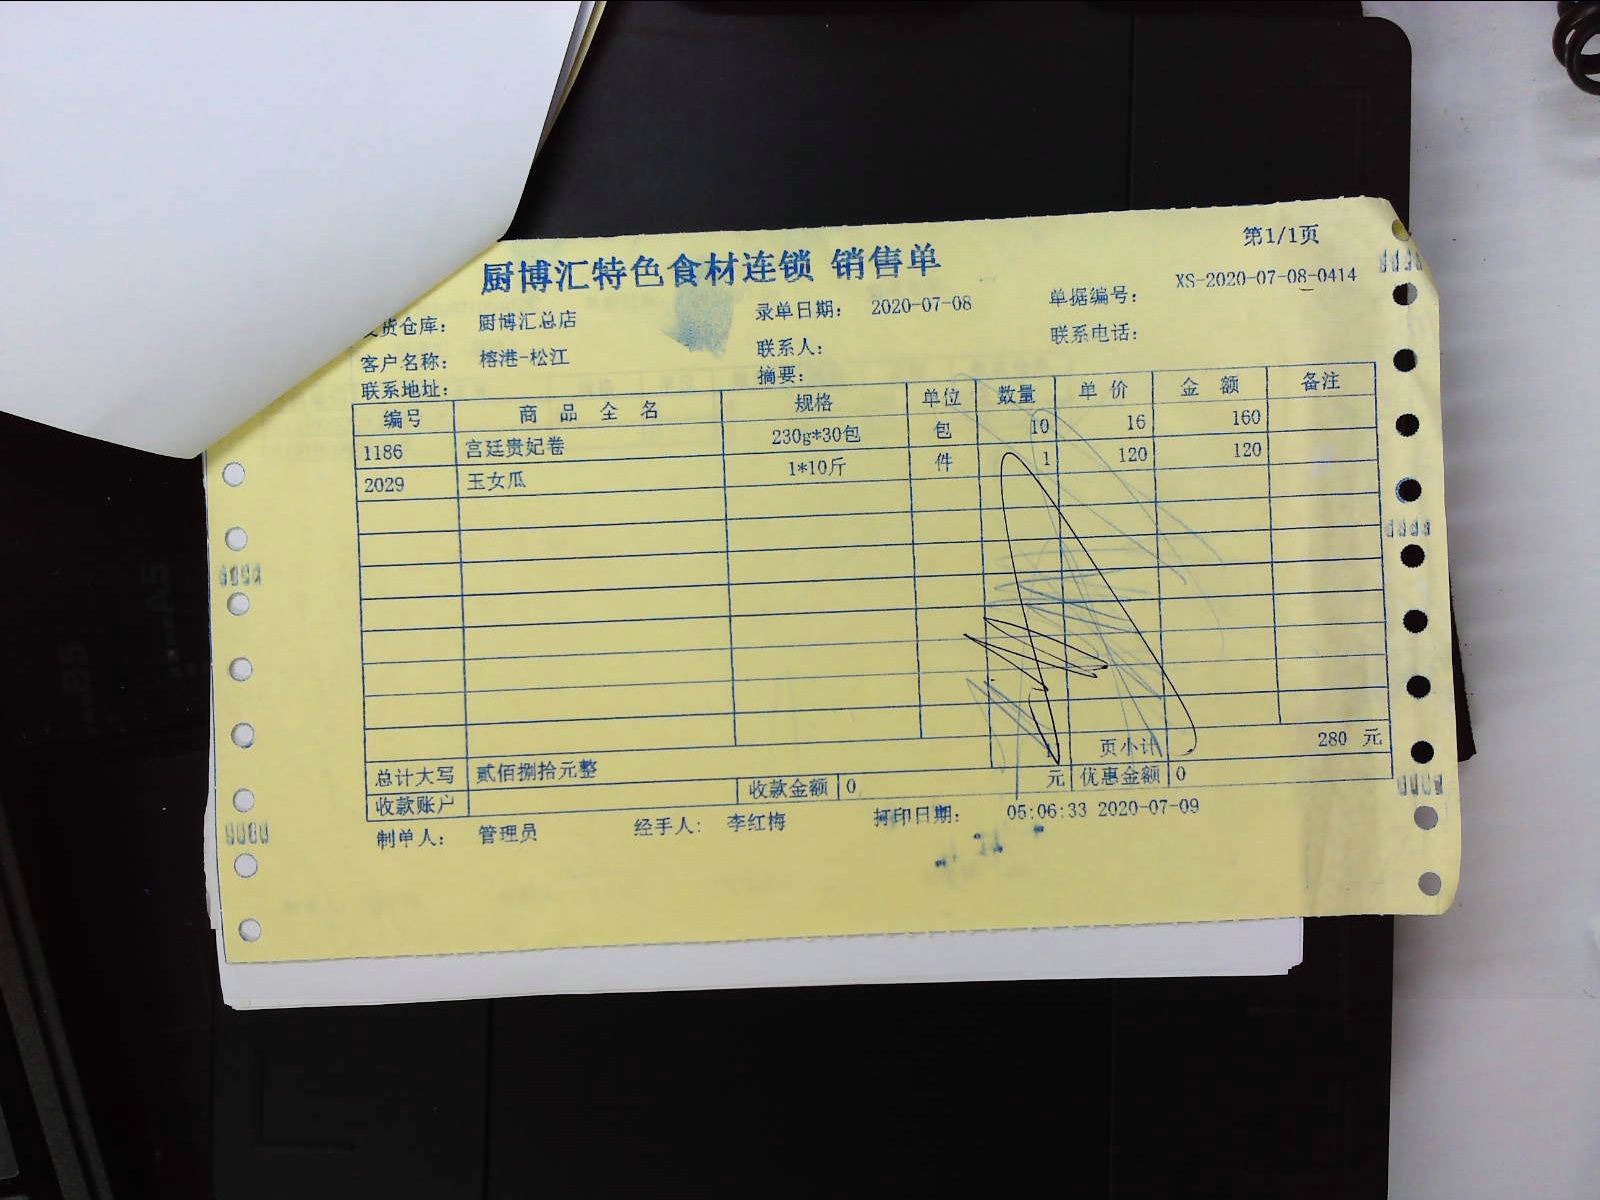 第1/1页
厨博汇特色食材连锁 销售单
货仓库： 厨博汇总店 录单日期： 2020-07-08 单据编号： XS-2020-07-08-0414
客户名称： 榕港-松江 联系人： 联系电话：
联系地址： 摘要：
编号 商品全名 规格 单位 数量 单价 金额 备注
1186 宫廷贵妃卷 230g*30包 包 10 16 160
2029 玉女瓜 1*10斤 件 1 120 120
页小计 280 元
总计大写 贰佰捌拾元整
收款账户 收款金额 0 元 优惠金额 0
制单人： 管理员 经手人： 李红梅 打印日期： 05:06:33 2020-07-09